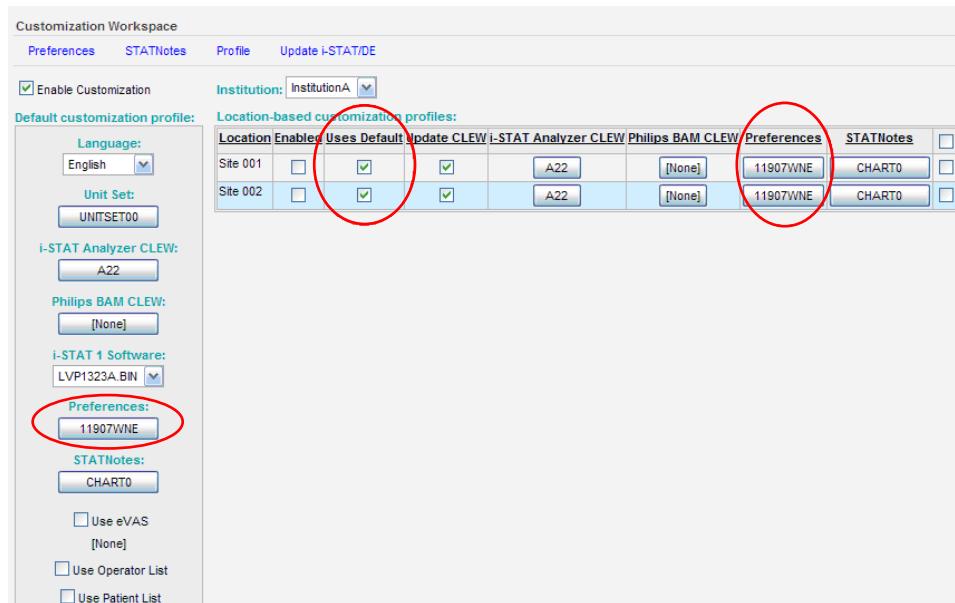 Customization Workspace
Preferences STATNotes Profile Update i-STAT/DE
Enable Customization
Institution: InstitutionA
Default customization profile:
Language:
English
Unit Set:
UNITSET00
i-STAT Analyzer CLEW:
A22
Philips BAM CLEW:
[None]
i-STAT 1 Software:
LVP1323A.BIN
Preferences:
11907WNE
STATNotes:
CHART0
Use eVAS
[None]
Use Operator List
Use Patient List
Location-based customization profiles:
Location Enabled Uses Default Update CLEW i-STAT Analyzer CLEW Philips BAM CLEW Preferences STATNotes
Site 001 A22 [None] 11907WNE CHART0
Site 002 A22 [None] 11907WNE CHART0